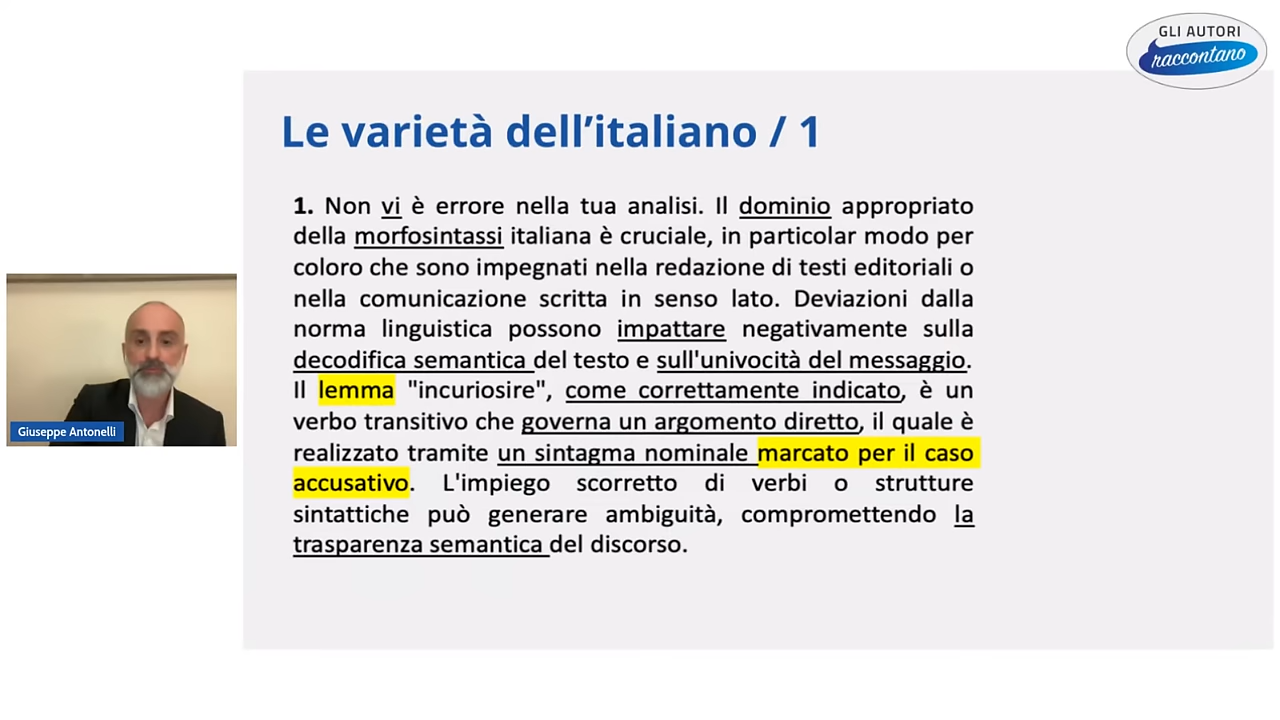 GLI AUTORI
raccontano
Le varietà dell’italiano / 1
1. Non vi è errore nella tua analisi. Il dominio appropriato
della morfosintassi italiana è cruciale, in particolar modo per
coloro che sono impegnati nella redazione di testi editoriali o
nella comunicazione scritta in senso lato. Deviazioni dalla
norma linguistica possono impattare negativamente sulla
decodifica semantica del testo e sull'univocità del messaggio.
Il lemma "incuriosire", come correttamente indicato, è un
verbo transitivo che governa un argomento diretto, il quale è
realizzato tramite un sintagma nominale marcato per il caso
accusativo. L'impiego scorretto di verbi o strutture
sintattiche può generare ambiguità, compromettendo la
trasparenza semantica del discorso.
Giuseppe Antonelli